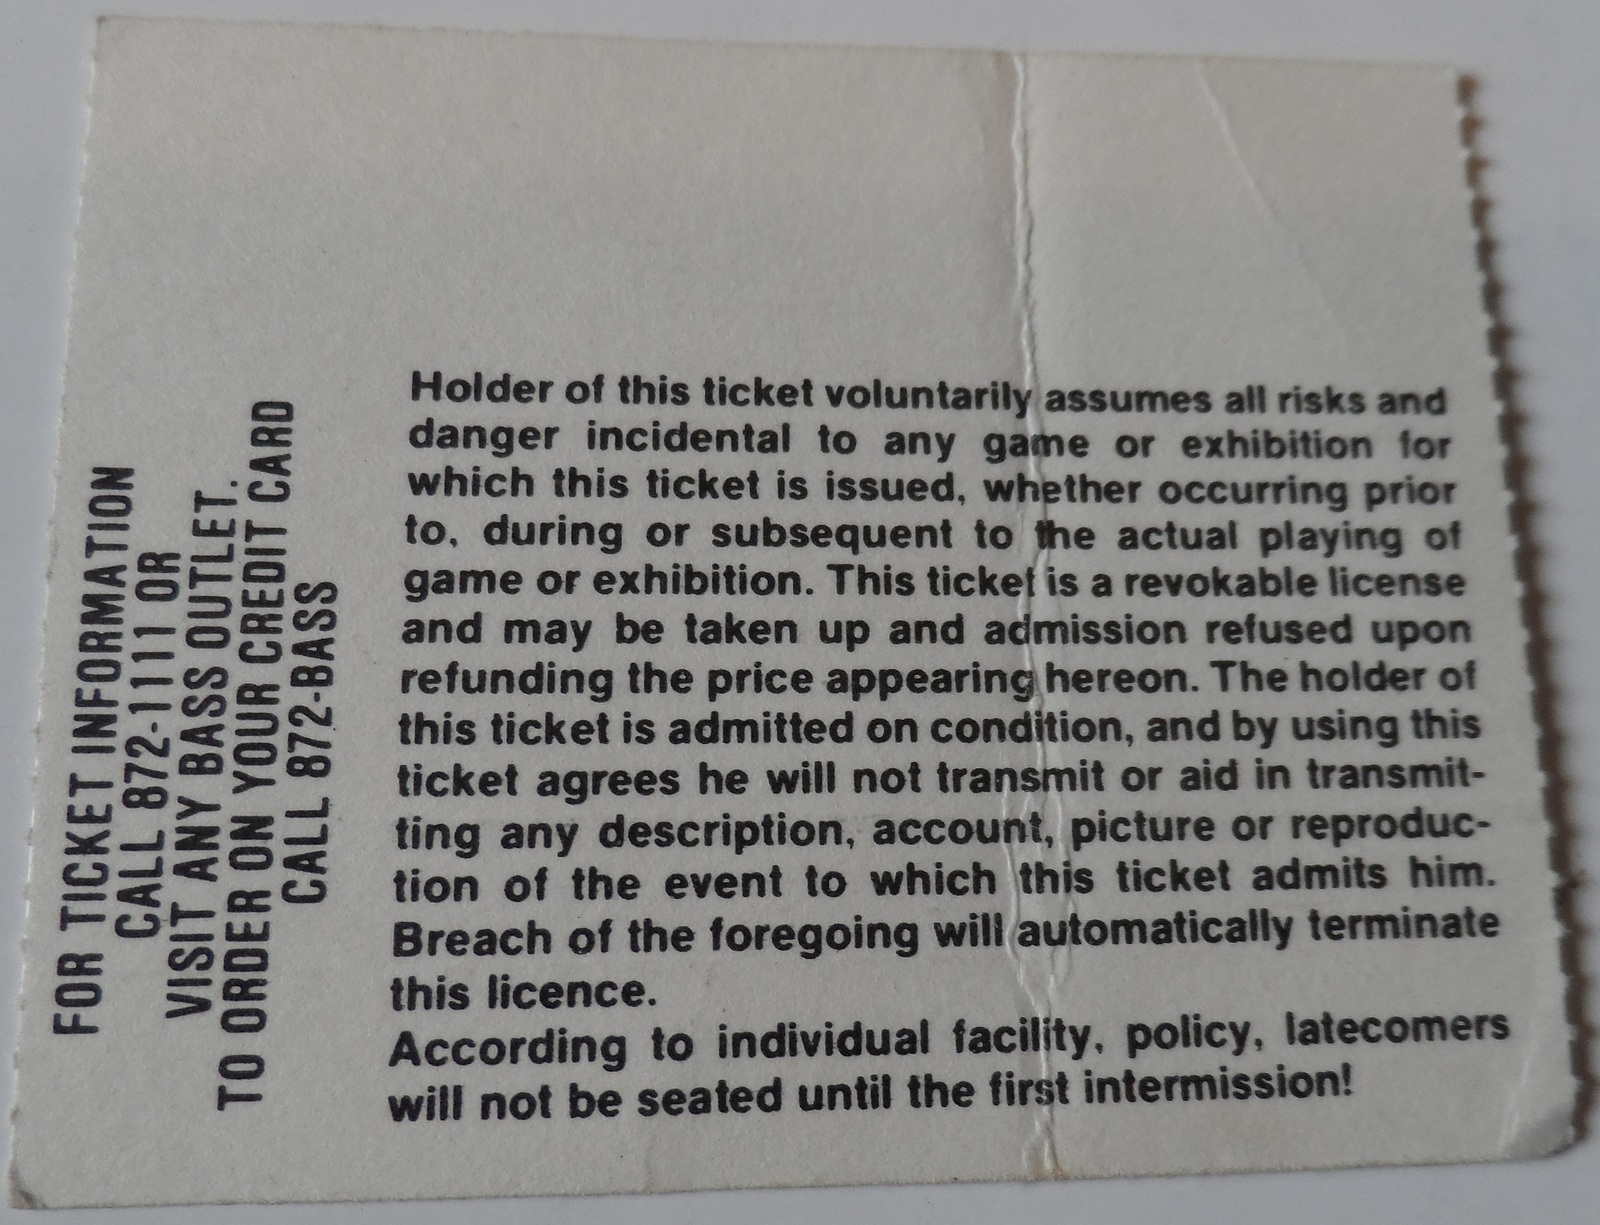 FOR TICKET INFORMATION
CALL 872-1111 OR
VISIT ANY BASS OUTLET.
TO ORDER ON YOUR CREDIT CARD
CALL 872-BASS
Holder of this ticket voluntarily assumes all risks and
danger incidental to any game or exhibition for
which this ticket is issued, whether occurring prior
to, during or subsequent to the actual playing of
game or exhibition. This ticket is a revokable license
and may be taken up and admission refused upon
refunding the price appearing hereon. The holder of
this ticket is admitted on condition, and by using this
ticket agrees he will not transmit or aid in transmit-
ting any description, account, picture or reproduc-
tion of the event to which this ticket admits him.
Breach of the foregoing will automatically terminate
this licence.
According to individual facility, policy, latecomers
will not be seated until the first intermission!